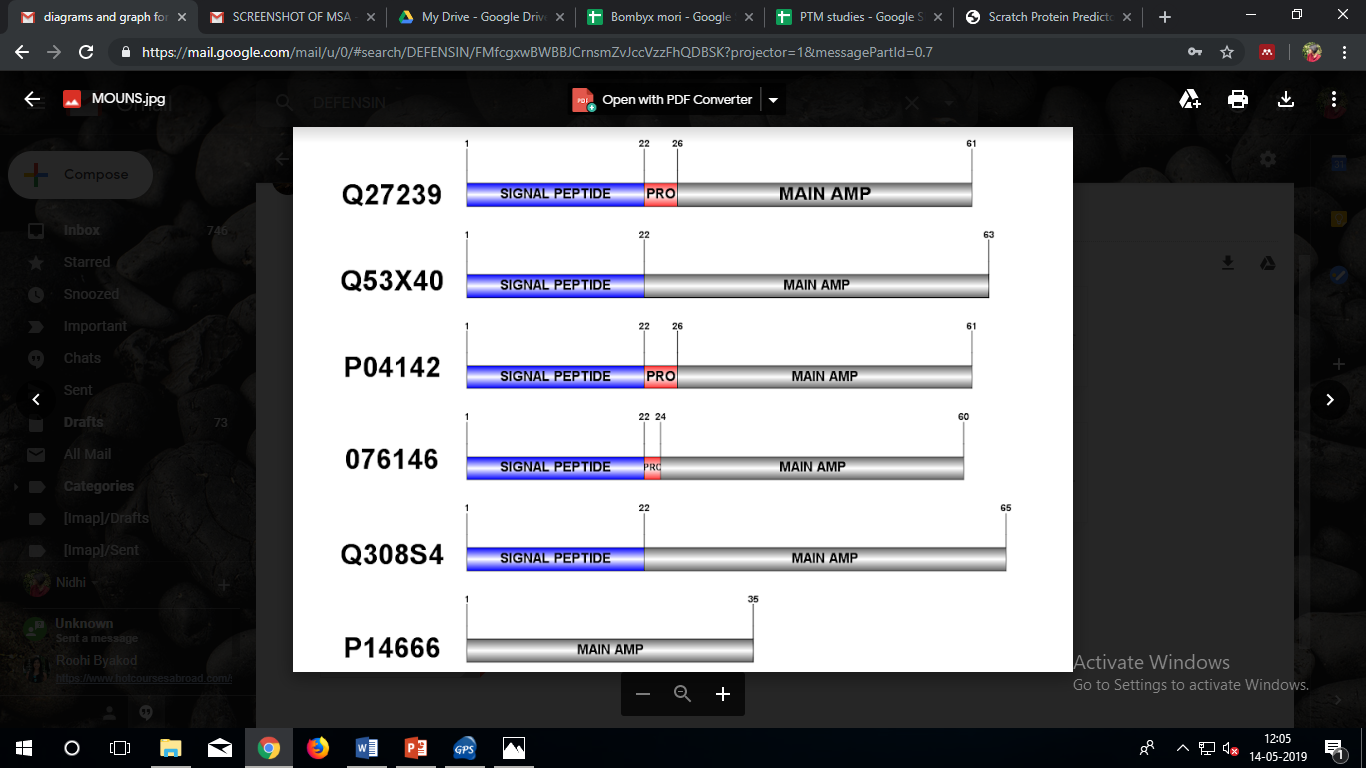 diagrams and graph for
SCREENSHOT OF MSA -
My Drive - Google Drive
Bombyx mori - Google
PTM studies - Google S
Scratch Protein Predicto
https://mail.google.com/mail/u/0/#search/DEFENSIN/FMfcgxwBWBBJCrnsmZvJccVzzFhQDBSK?projector=1&messagePartId=0.7
MOUNS.jpg
DEFENSIN
PDF
Open with PDF Converter
Compose
Inbox 746
Starred
Snoozed
Important
Chats
Sent
Drafts 73
All Mail
Categories
[Imap]/Drafts
[Imap]/Sent
Nidhi
Unknown
Sent a message
Roohi Byakod
1 22 26 61
Q27239 SIGNAL PEPTIDE PRO MAIN AMP
1 22 63
Q53X40 SIGNAL PEPTIDE MAIN AMP
1 22 26 61
P04142 SIGNAL PEPTIDE PRO MAIN AMP
1 22 24 60
076146 SIGNAL PEPTIDE PRO MAIN AMP
1 22 65
Q308S4 SIGNAL PEPTIDE MAIN AMP
1 35
P14666 MAIN AMP
Activate Windows
Go to Settings to activate Windows.
GPS
12:05
14-05-2019
1